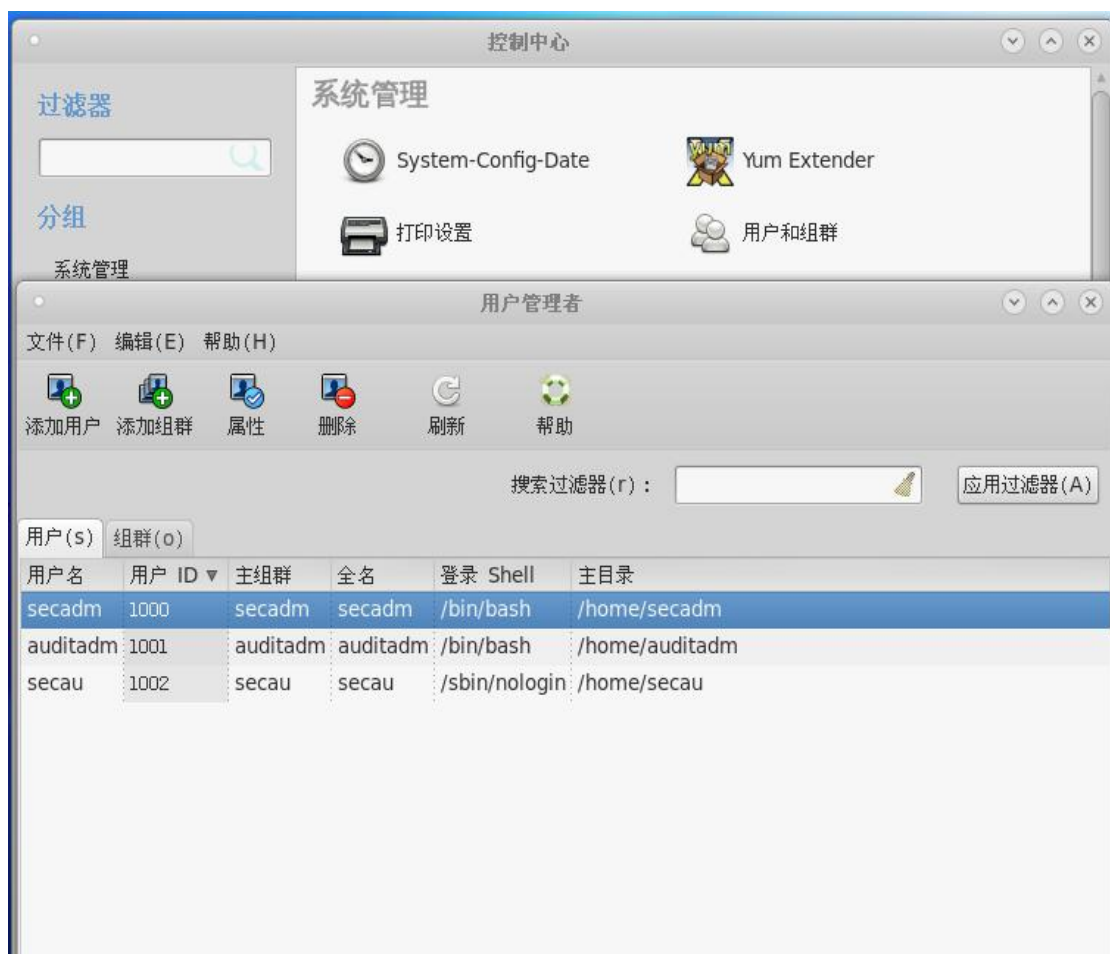 控制中心
过滤器
系统管理
System-Config-Date
Yum Extender
分组
打印设置
用户和组群
系统管理
用户管理者
文件(F) 编辑(E) 帮助(H)
添加用户 添加组群 属性 删除 刷新 帮助
搜索过滤器(r)： 应用过滤器(A)
用户(s) 组群(o)
用户名 用户 ID 主组群 全名 登录 Shell 主目录
secadm 1000 secadm secadm /bin/bash /home/secadm
auditadm 1001 auditadm auditadm /bin/bash /home/auditadm
secau 1002 secau secau /sbin/nologin /home/secau